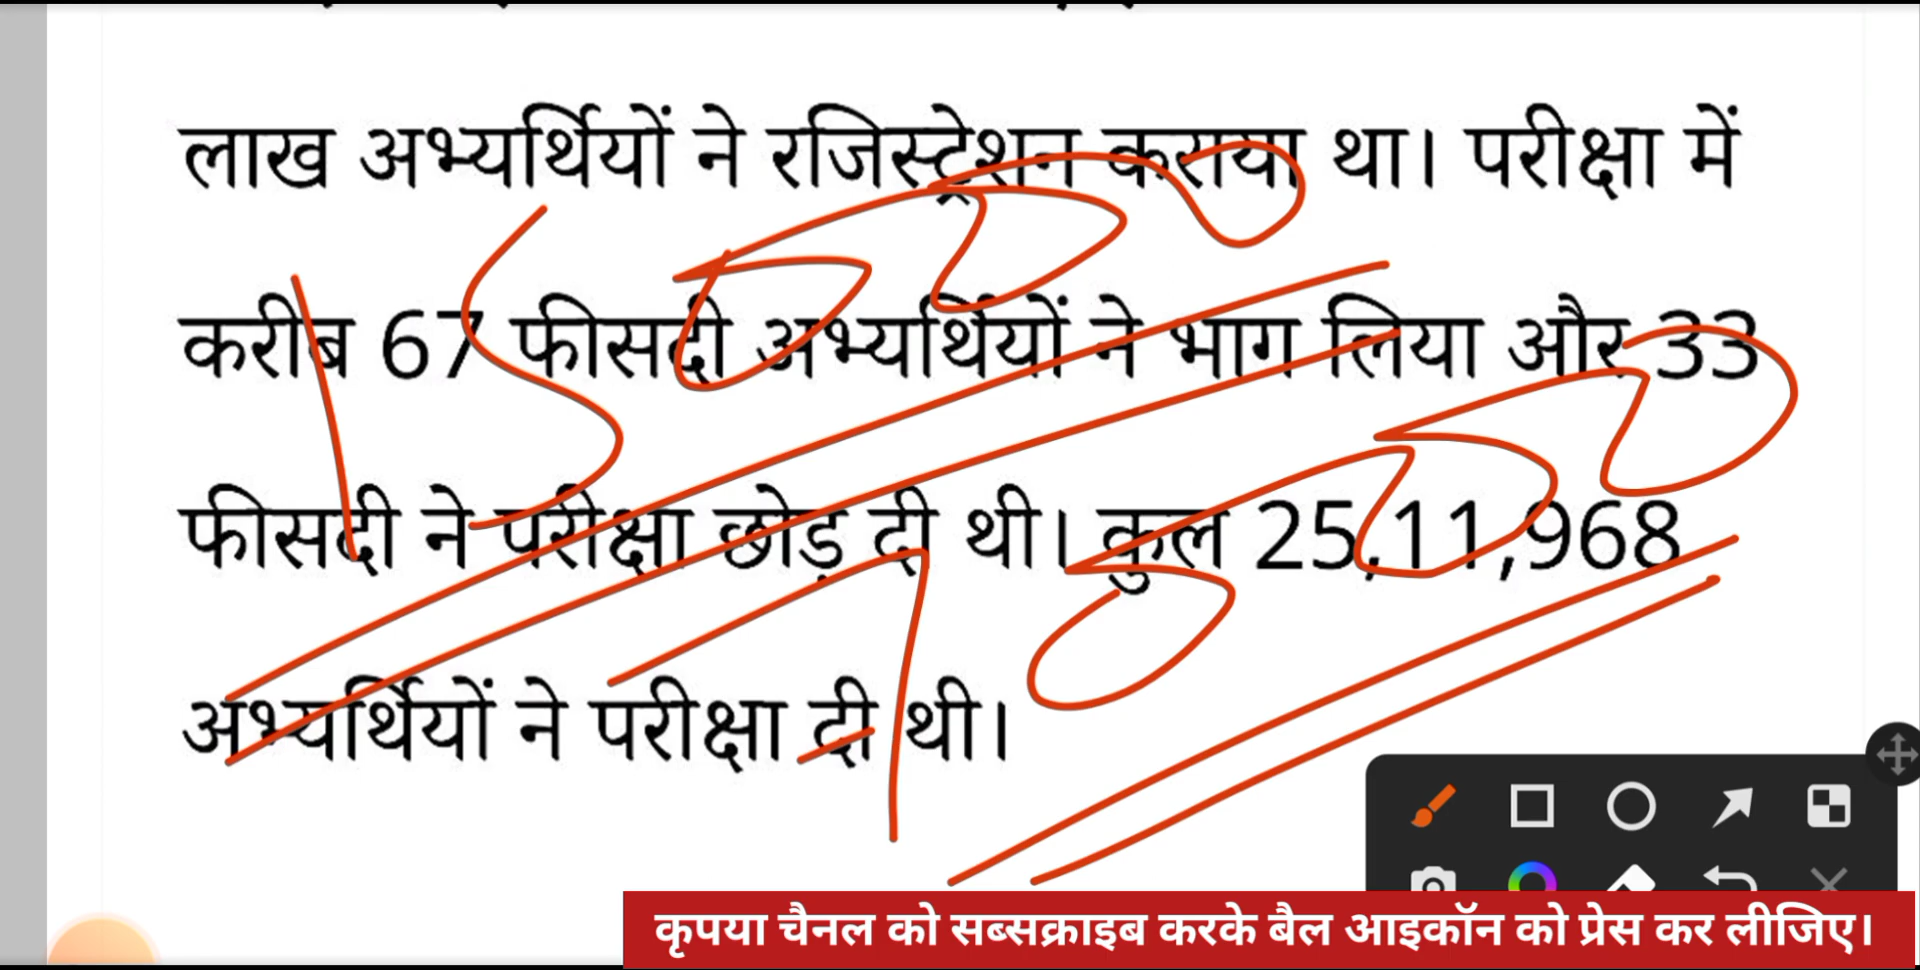 लाख अभ्यर्थियों ने रजिस्ट्रेशन कराया था। परीक्षा में
करीब 67 फीसदी अभ्यर्थियों ने भाग लिया और 33
फीसदी ने परीक्षा छोड़ दी थी। कुल 25,11,968
अभ्यर्थियों ने परीक्षा दी थी।
कृपया चैनल को सब्सक्राइब करके बैल आइकॉन को प्रेस कर लीजिए।